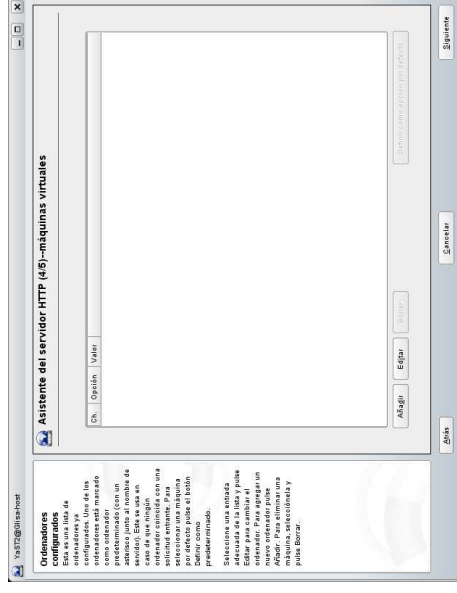 YaST2@Glisa-host
Ordenadores
configurados
Este es una lista de
ordenadores ya
configurados. Uno de los
ordenadores está marcado
como ordenador
predeterminado (con un
asterisco junto al nombre de
servidor). Este se usa en
caso de que ningún
ordenador coincida con una
solicitud entrante. Para
seleccionar una máquina
por defecto pulse el botón
Definir como
predeterminado.
Seleccione una entrada
adecuada de la lista y pulse
Editar para cambiar el
ordenador. Para agregar un
nuevo ordenador pulse
Añadir. Para eliminar una
máquina, selecciónela y
pulse Borrar.
Asistente del servidor HTTP (4/5)--máquinas virtuales
Ch. Opción Valor
Añadir Editar Borrar Definir como opción por defecto
Atrás Cancelar Siguiente